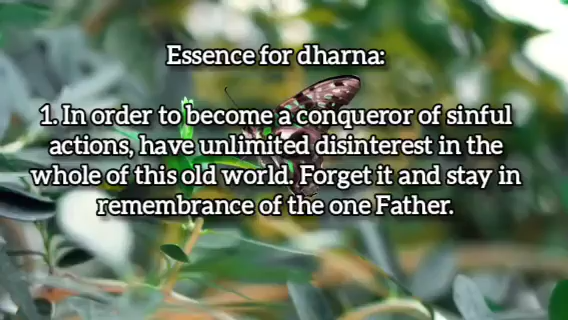 Essence for dharna:
1. In order to become a conqueror of sinful
actions, have unlimited disinterest in the
whole of this old world. Forget it and stay in
remembrance of the one Father.